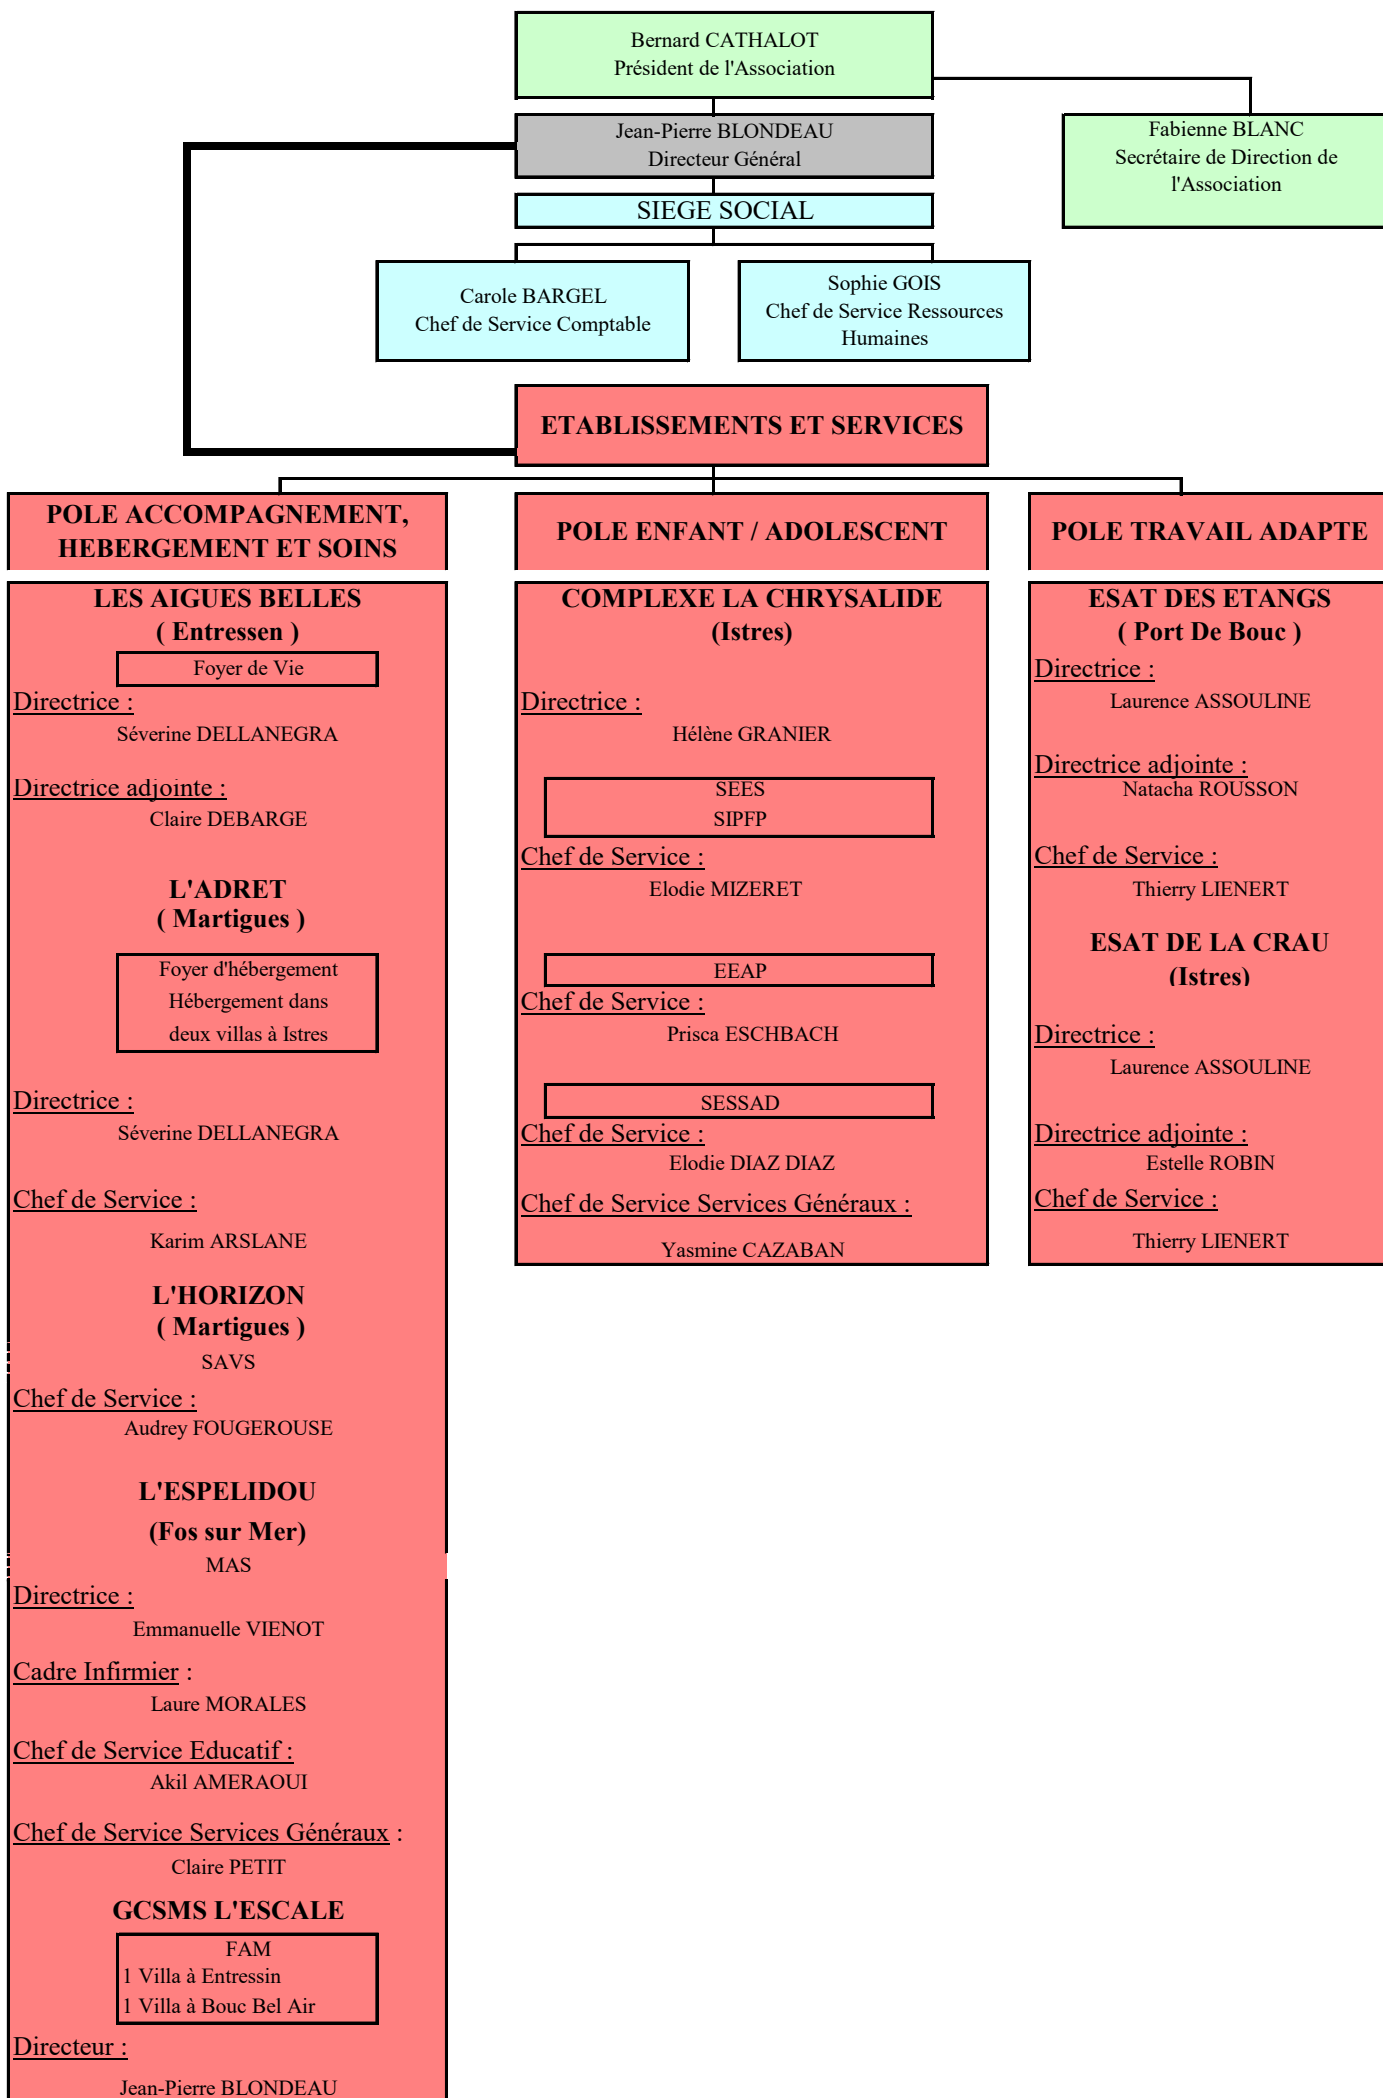 Bernard CATHALOT
Président de l'Association
Jean-Pierre BLONDEAU
Directeur Général
Fabienne BLANC
Secrétaire de Direction de
l'Association
SIEGE SOCIAL
Carole BARGEL
Chef de Service Comptable
Sophie GOIS
Chef de Service Ressources
Humaines
ETABLISSEMENTS ET SERVICES
POLE ACCOMPAGNEMENT,
HEBERGEMENT ET SOINS
LES AIGUES BELLES
( Entressen )
Foyer de Vie
Directrice :
Séverine DELLANEGRA
Directrice adjointe :
Claire DEBARGE
L'ADRET
( Martigues )
Foyer d'hébergement
Hébergement dans
deux villas à Istres
Directrice :
Séverine DELLANEGRA
Chef de Service :
Karim ARSLANE
L'HORIZON
( Martigues )
SAVS
Chef de Service :
Audrey FOUGEROUSE
L'ESPELIDOU
(Fos sur Mer)
MAS
Directrice :
Emmanuelle VIENOT
Cadre Infirmier :
Laure MORALES
Chef de Service Educatif :
Akil AMERAOUI
Chef de Service Services Généraux :
Claire PETIT
GCSMS L'ESCALE
FAM
1 Villa à Entressin
1 Villa à Bouc Bel Air
Directeur :
Jean-Pierre BLONDEAU
POLE ENFANT / ADOLESCENT
COMPLEXE LA CHRYSALIDE
(Istres)
Directrice :
Hélène GRANIER
SEES
SIPFP
Chef de Service :
Elodie MIZERET
EEAP
Chef de Service :
Prisca ESCHBACH
SESSAD
Chef de Service :
Elodie DIAZ DIAZ
Chef de Service Services Généraux :
Yasmine CAZABAN
POLE TRAVAIL ADAPTE
ESAT DES ETANGS
( Port De Bouc )
Directrice :
Laurence ASSOULINE
Directrice adjointe :
Natacha ROUSSON
Chef de Service :
Thierry LIENERT
ESAT DE LA CRAU
(Istres)
Directrice :
Laurence ASSOULINE
Directrice adjointe :
Estelle ROBIN
Chef de Service :
Thierry LIENERT